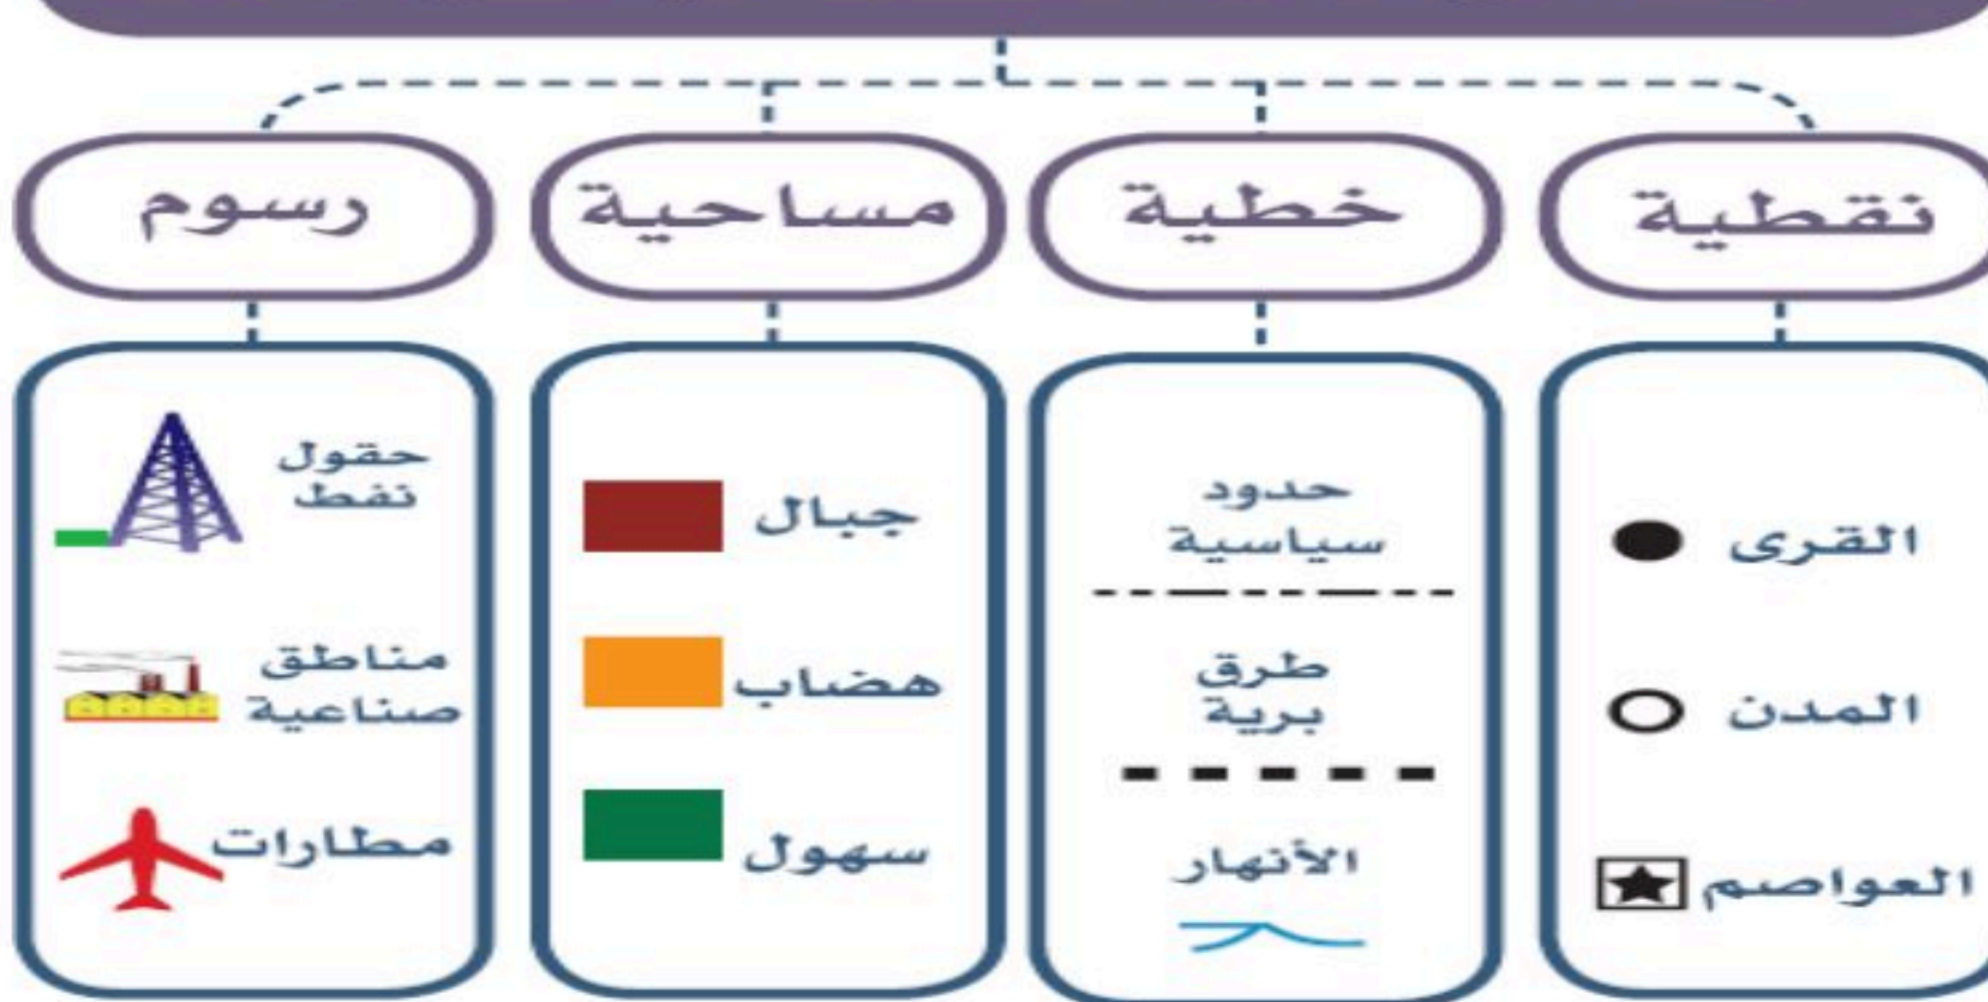 نقطية
خطية
مساحية
رسوم
القرى
المدن
العواصم
حدود
سياسية
طرق
برية
الأنهار
جبال
هضاب
سهول
حقول
نفط
مناطق
صناعية
مطارات